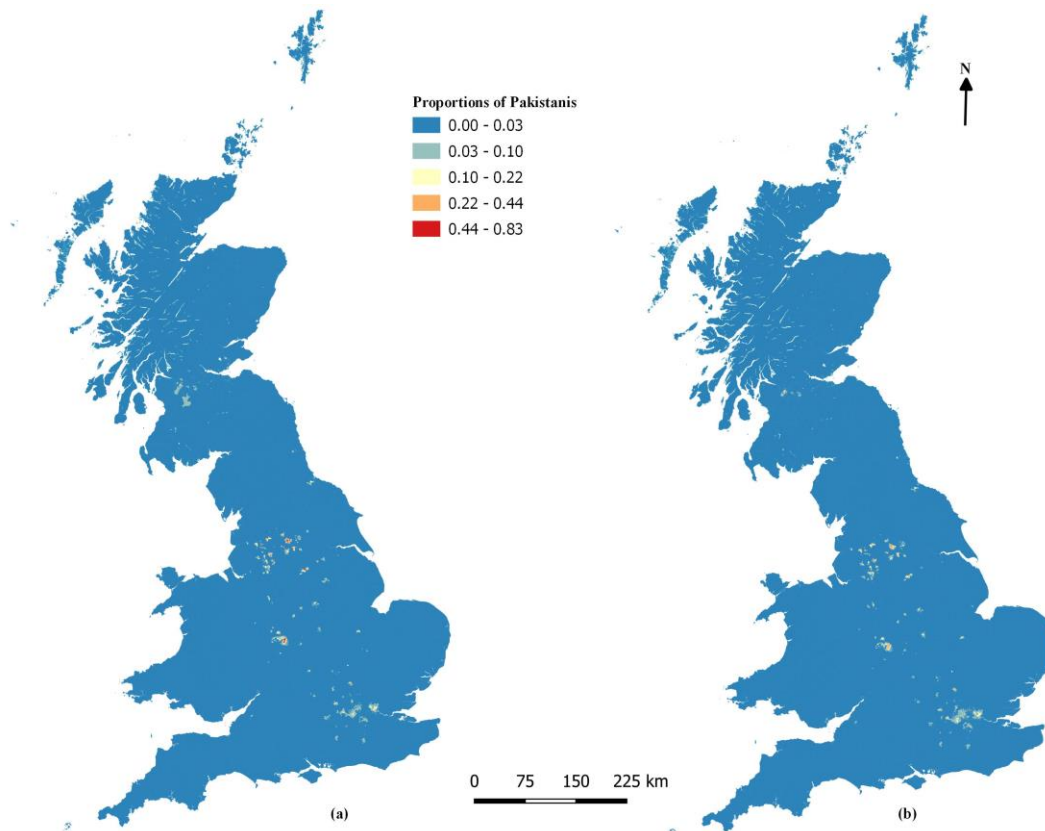 N
Proportions of Pakistanis
0.00 - 0.03
0.03 - 0.10
0.10 - 0.22
0.22 - 0.44
0.44 - 0.83
0 75 150 225 km
(a) (b)